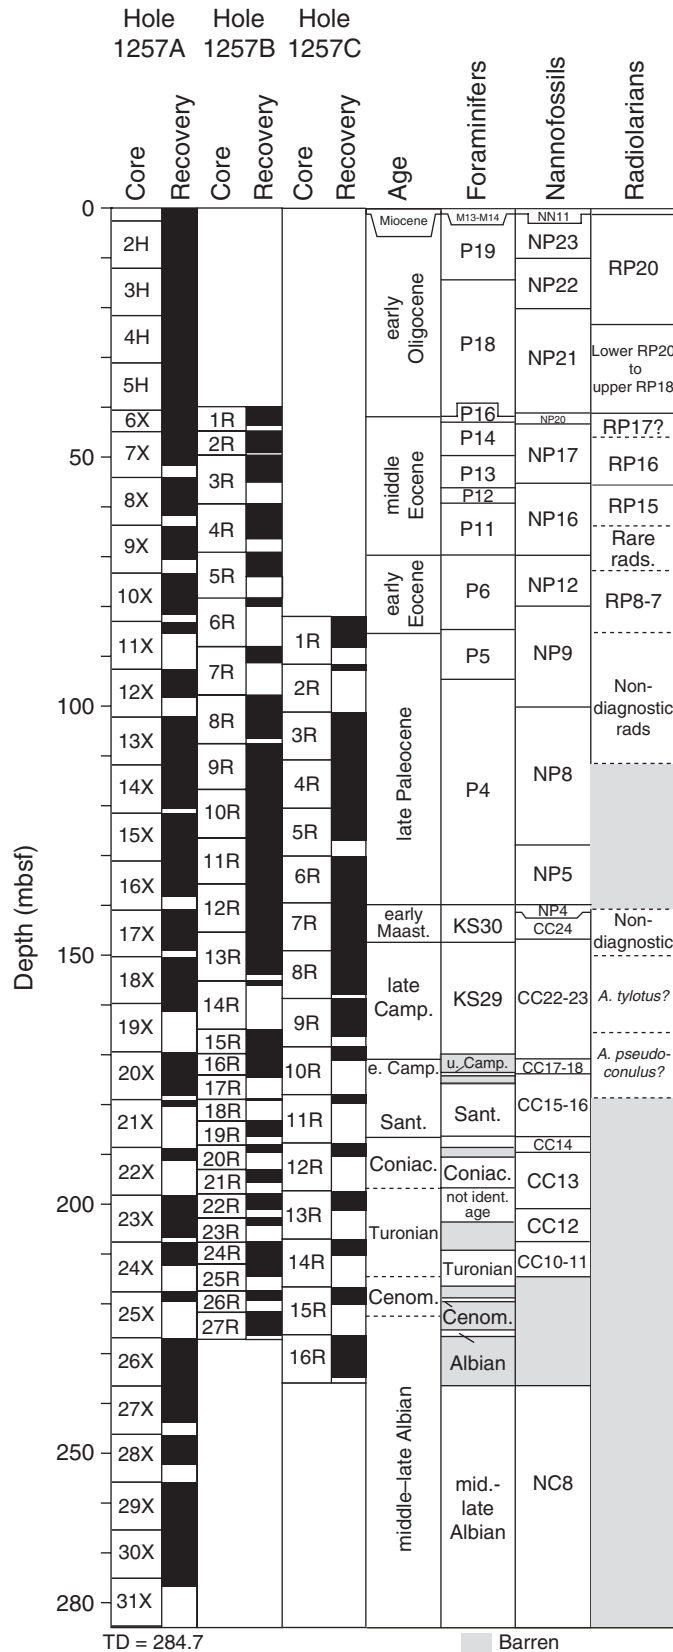 Hole
1257A
Hole
1257B
Hole
1257C
Core
Recovery
Core
Recovery
Core
Recovery
Age
Foraminifers
Nannofossils
Radiolarians
Depth (mbsf)
0
50
100
150
200
250
280
2H
3H
4H
5H
6X
7X
8X
9X
10X
11X
12X
13X
14X
15X
16X
17X
18X
19X
20X
21X
22X
23X
24X
25X
26X
27X
28X
29X
30X
31X
1R
2R
3R
4R
5R
6R
7R
8R
9R
10R
11R
12R
13R
14R
15R
16R
17R
18R
19R
20R
21R
22R
23R
24R
25R
26R
27R
1R
2R
3R
4R
5R
6R
7R
8R
9R
10R
11R
12R
13R
14R
15R
16R
Miocene
early
Oligocene
middle
Eocene
early
Eocene
late Paleocene
early
Maast.
late
Camp.
e. Camp.
Sant.
Coniac.
Turonian
Cenom.
middle–late Albian
M13-M14
P19
P18
P16
P14
P13
P12
P11
P6
P5
P4
KS30
KS29
u. Camp.
Sant.
Coniac.
not ident.
age
Turonian
Cenom.
Albian
mid.-
late
Albian
NN11
NP23
NP22
NP21
NP20
NP17
NP16
NP12
NP9
NP8
NP5
NP4
CC24
CC22-23
CC17-18
CC15-16
CC14
CC13
CC12
CC10-11
NC8
RP20
Lower RP20
to
upper RP18
RP17?
RP16
RP15
Rare
rads.
RP8-7
Non-
diagnostic
rads
Non-
diagnostic
A. tylotus?
A. pseudo-
conulus?
TD = 284.7
Barren